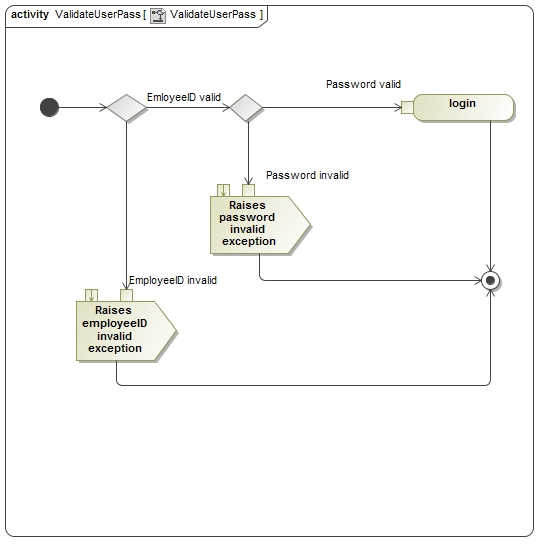 activity ValidateUserPass [ ValidateUserPass ]
Password valid
EmloyeeID valid
login
Password invalid
Raises
password
invalid
exception
EmployeeID invalid
Raises
employeeID
invalid
exception